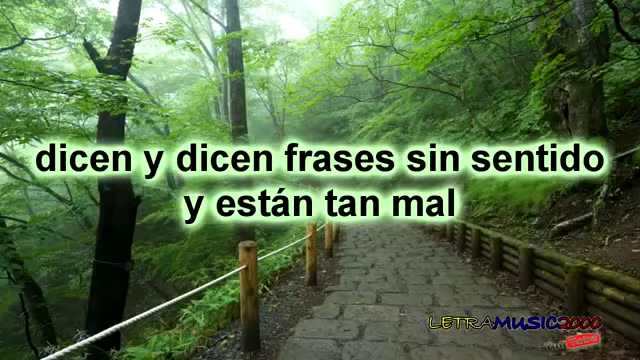 dicen y dicen frases sin sentido
y están tan mal
LETRAMUSIC2000